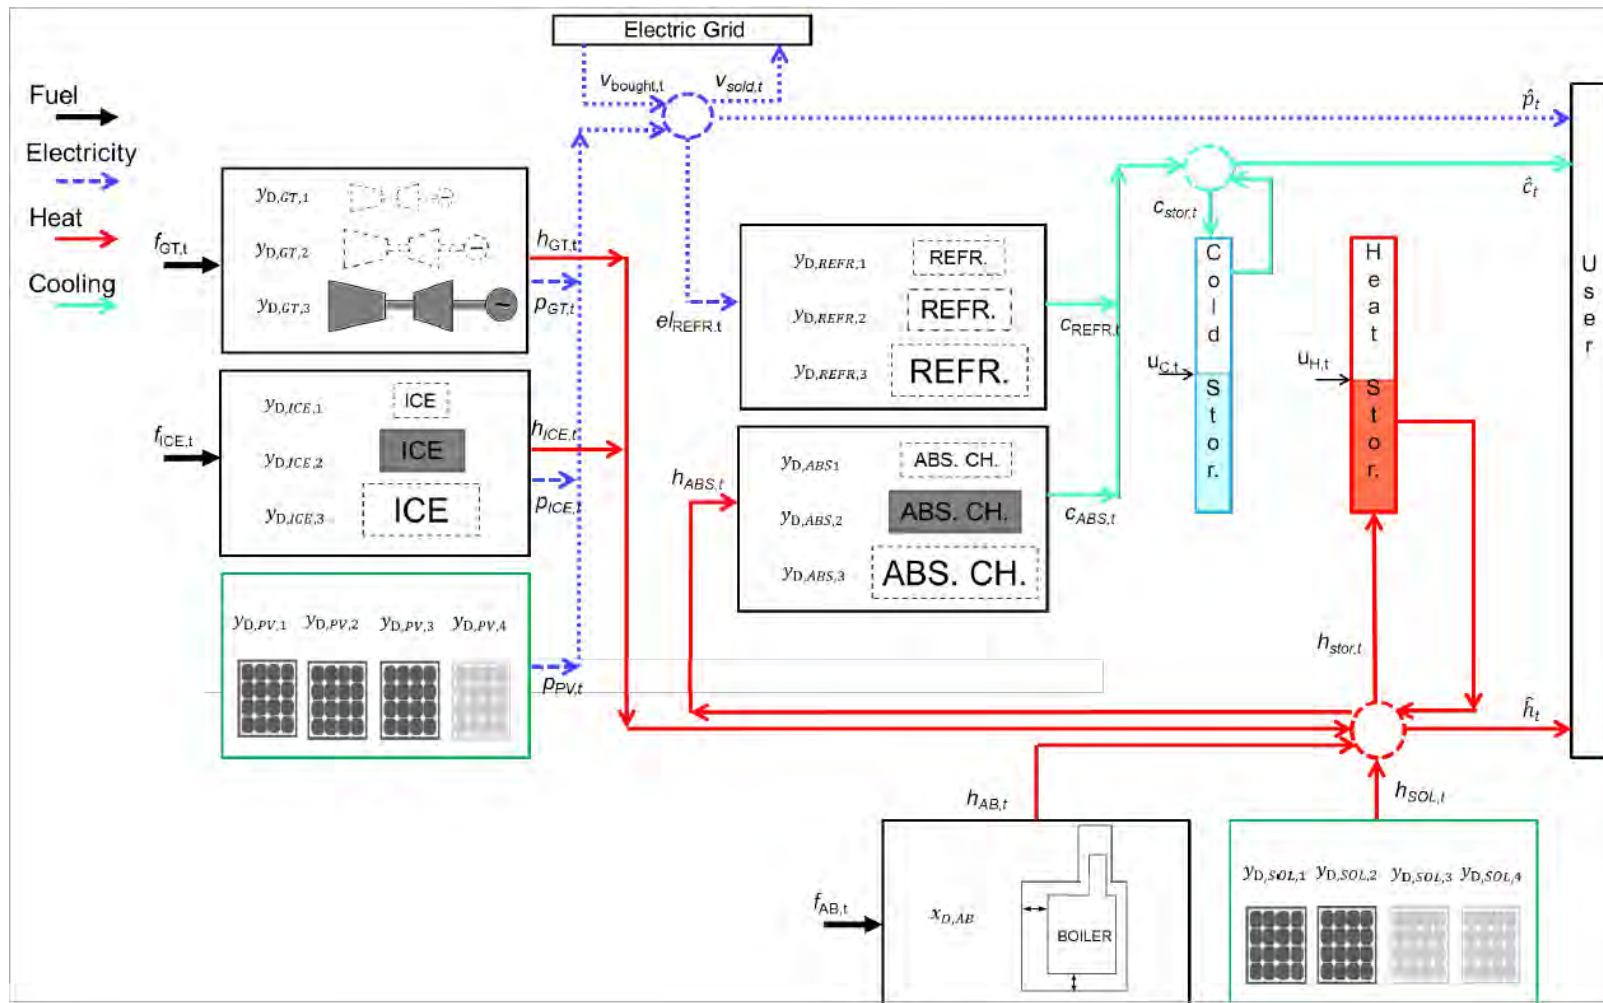 Electric Grid
v_bought,t
v_sold,t
Fuel
Electricity
Heat
Cooling
p̂_t
ĉ_t
ĥ_t
User
f_GT,t
y_D,GT,1
y_D,GT,2
y_D,GT,3
~
h_GT,t
p_GT,t
f_ICE,t
y_D,ICE,1
ICE
y_D,ICE,2
ICE
y_D,ICE,3
ICE
h_ICE,t
p_ICE,t
y_D,PV,1
y_D,PV,2
y_D,PV,3
y_D,PV,4
p_PV,t
el_REFR,t
y_D,REFR,1
REFR.
y_D,REFR,2
REFR.
y_D,REFR,3
REFR.
c_REFR,t
h_ABS,t
y_D,ABS1
ABS. CH.
y_D,ABS,2
ABS. CH.
y_D,ABS,3
ABS. CH.
c_ABS,t
c_stor,t
Cold Stor.
u_C,t
Heat Stor.
u_H,t
h_stor,t
h_AB,t
h_SOL,t
f_AB,t
x_D,AB
BOILER
y_D,SOL,1
y_D,SOL,2
y_D,SOL,3
y_D,SOL,4